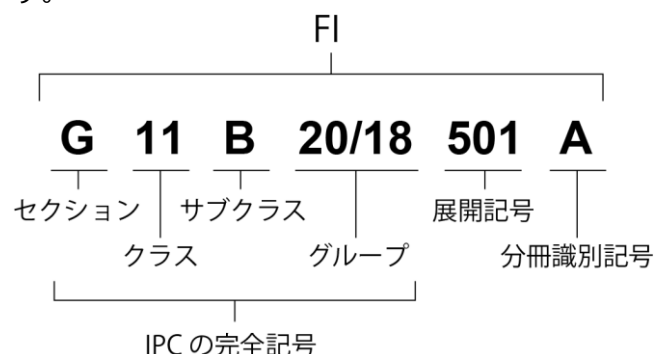 す。
FI
G 11 B 20/18 501 A
セクション サブクラス 展開記号
クラス グループ 分冊識別記号
IPC の完全記号